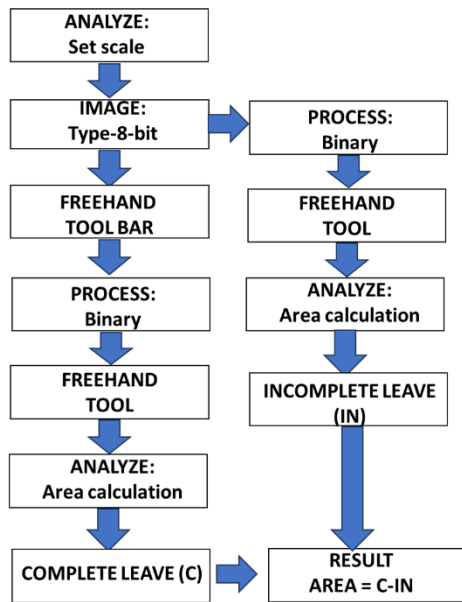 ANALYZE:
Set scale
IMAGE:
Type-8-bit
FREEHAND
TOOL BAR
PROCESS:
Binary
FREEHAND
TOOL
ANALYZE:
Area calculation
COMPLETE LEAVE (C)
PROCESS:
Binary
FREEHAND
TOOL
ANALYZE:
Area calculation
INCOMPLETE LEAVE
(IN)
RESULT
AREA = C-IN